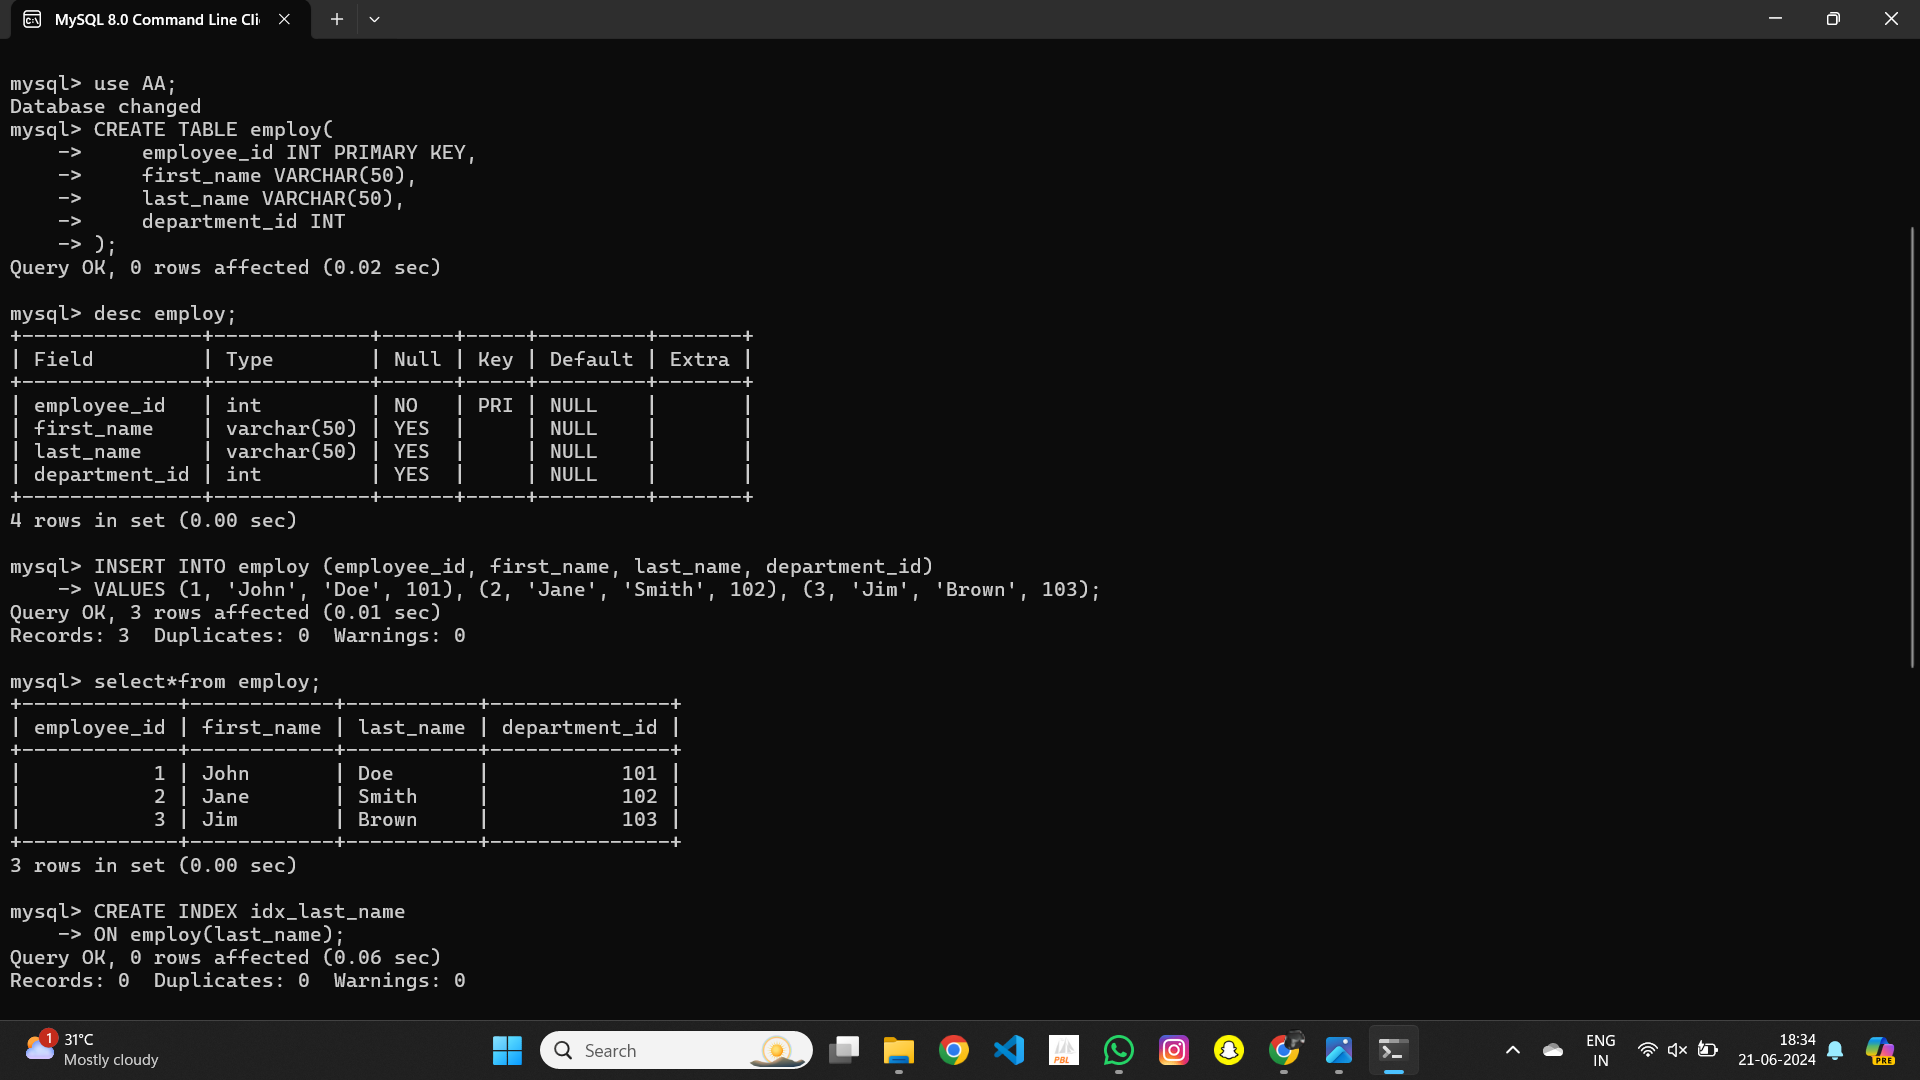 MySQL 8.0 Command Line Cli
mysql> use AA;
Database changed
mysql> CREATE TABLE employ(
    ->     employee_id INT PRIMARY KEY,
    ->     first_name VARCHAR(50),
    ->     last_name VARCHAR(50),
    ->     department_id INT
    -> );
Query OK, 0 rows affected (0.02 sec)

mysql> desc employ;
+---------------+-------------+------+-----+---------+-------+
| Field         | Type        | Null | Key | Default | Extra |
+---------------+-------------+------+-----+---------+-------+
| employee_id   | int         | NO   | PRI | NULL    |       |
| first_name    | varchar(50) | YES  |     | NULL    |       |
| last_name     | varchar(50) | YES  |     | NULL    |       |
| department_id | int         | YES  |     | NULL    |       |
+---------------+-------------+------+-----+---------+-------+
4 rows in set (0.00 sec)

mysql> INSERT INTO employ (employee_id, first_name, last_name, department_id)
    -> VALUES (1, 'John', 'Doe', 101), (2, 'Jane', 'Smith', 102), (3, 'Jim', 'Brown', 103);
Query OK, 3 rows affected (0.01 sec)
Records: 3  Duplicates: 0  Warnings: 0

mysql> select*from employ;
+-------------+------------+-----------+---------------+
| employee_id | first_name | last_name | department_id |
+-------------+------------+-----------+---------------+
|           1 | John       | Doe       |           101 |
|           2 | Jane       | Smith     |           102 |
|           3 | Jim        | Brown     |           103 |
+-------------+------------+-----------+---------------+
3 rows in set (0.00 sec)

mysql> CREATE INDEX idx_last_name
    -> ON employ(last_name);
Query OK, 0 rows affected (0.06 sec)
Records: 0  Duplicates: 0  Warnings: 0
1
31°C
Mostly cloudy
Search
PBL
ENG
IN
18:34
21-06-2024
PRE